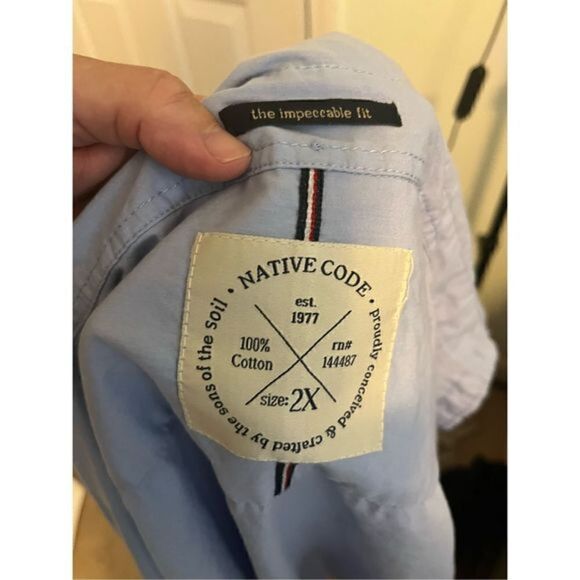 the impeccable fit
• NATIVE CODE •
proudly conceived & crafted by the sons of the soil
est.
1977
100%
Cotton
rn#
144487
size: 2X